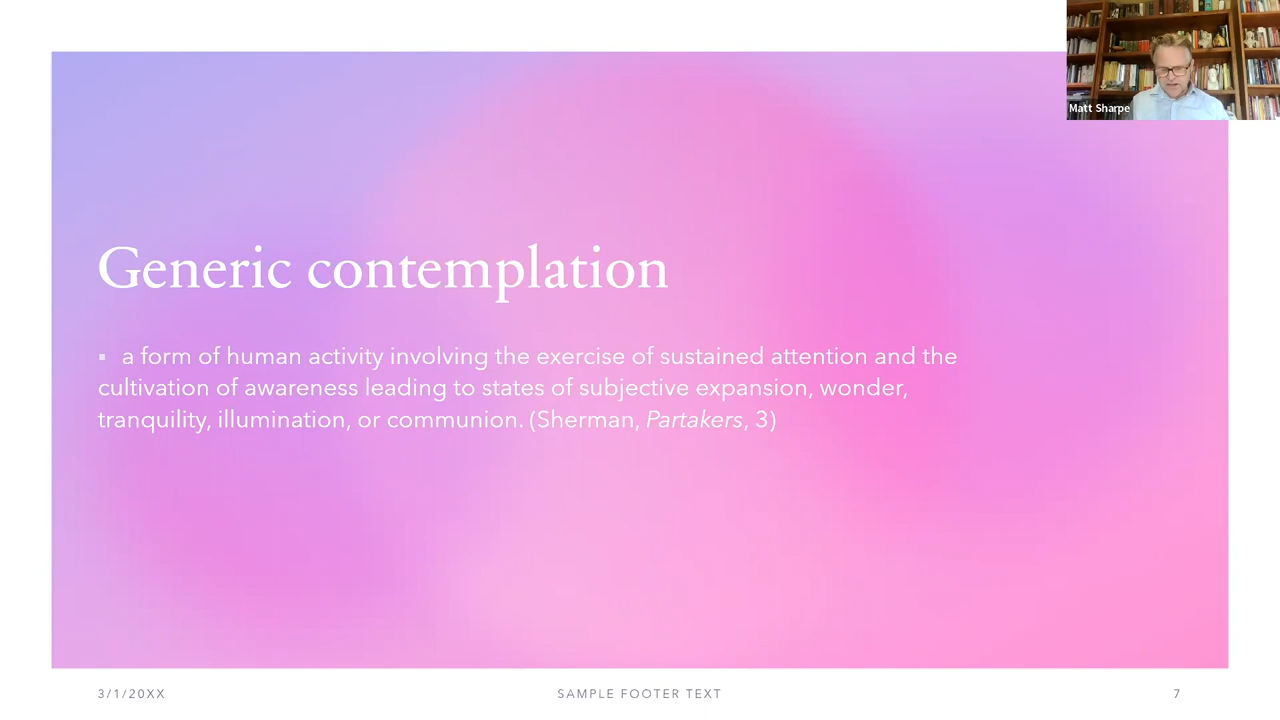 Matt Sharpe
Generic contemplation
▪ a form of human activity involving the exercise of sustained attention and the
cultivation of awareness leading to states of subjective expansion, wonder,
tranquility, illumination, or communion. (Sherman, Partakers, 3)
3/1/20XX
SAMPLE FOOTER TEXT
7